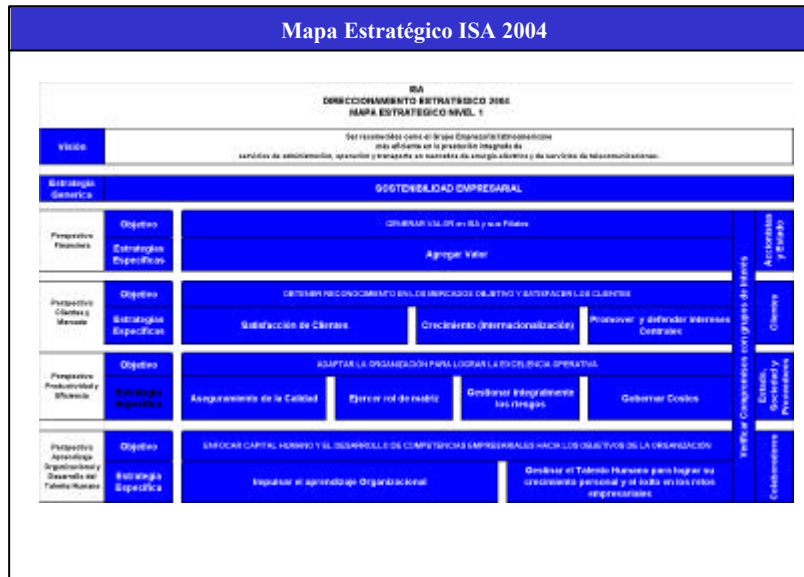 Mapa Estratégico ISA 2004
ISA
DIRECCIONAMIENTO ESTRATEGICO 2004
MAPA ESTRATEGICO NIVEL 1
Visión
Ser reconocidos como el Grupo Empresarial latinoamericano
más eficiente en la prestación integrada de
servicios de administración, operación y transporte en mercados de energía eléctrica y de servicios de telecomunicaciones.
Estrategia
Generica
SOSTENIBILIDAD EMPRESARIAL
Perspectiva
Financiera
Objetivo
GENERAR VALOR en ISA y sus Filiales
Estrategias
Específicas
Agregar Valor
Accionistas
y Estado
Perspectiva
Clientes y
Mercado
Objetivo
OBTENER RECONOCIMIENTO EN LOS MERCADOS OBJETIVO Y SATISFACER LOS CLIENTES
Estrategias
Específicas
Satisfacción de Clientes
Crecimiento (Internacionalización)
Promover y defender intereses
Centrales
Clientes
Verificar Compromisos con grupos de Interés
Perspectiva
Productividad y
Eficiencia
Objetivo
ADAPTAR LA ORGANIZACIÓN PARA LOGRAR LA EXCELENCIA OPERATIVA
Estrategia
Específica
Aseguramiento de la Calidad
Ejercer rol de matriz
Gestionar Integralmente
los riesgos
Gobernar Costos
Estado,
Sociedad y
Proveedores
Perspectiva
Aprendizaje
Organizacional y
Desarrollo del
Talento Humano
Objetivo
ENFOCAR CAPITAL HUMANO Y EL DESARROLLO DE COMPETENCIAS EMPRESARIALES HACIA LOS OBJETIVOS DE LA ORGANIZACIÓN
Estrategia
Específica
Impulsar el aprendizaje Organizacional
Gestionar el Talento Humano para lograr su
crecimiento personal y el éxito en los retos
empresariales
Colaboradores